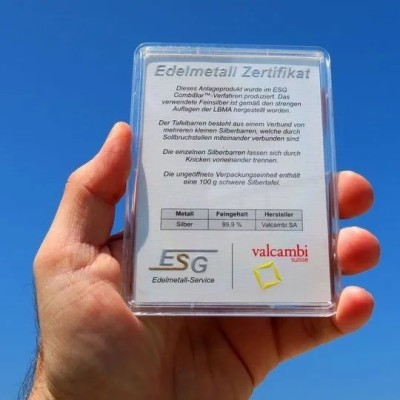 Edelmetall Zertifikat
Dieses Anlageprodukt wurde im ESG
CombiBar™-Verfahren produziert. Das
verwendete Feinsilber ist gemäß den strengen
Auflagen der LBMA hergestellt worden.
Der Tafelbarren besteht aus einem Verbund von
mehreren kleinen Silberbarren, welche durch
Sollbruchstellen miteinander verbunden sind.
Die einzelnen Silberbarren lassen sich durch
Knicken voneinander trennen.
Die ungeöffnete Verpackungseinheit enthält
eine 100 g schwere Silbertafel.
Metall Feingehalt Hersteller
Silber 99,9 % Valcambi SA
ESG
Edelmetall-Service
valcambi
suisse